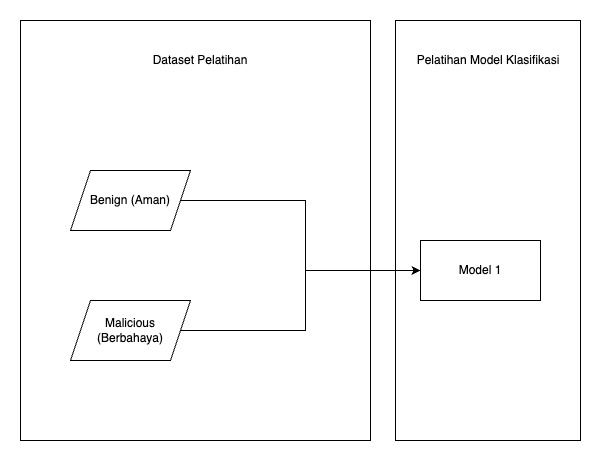 Dataset Pelatihan
Pelatihan Model Klasifikasi
Benign (Aman)
Model 1
Malicious
(Berbahaya)